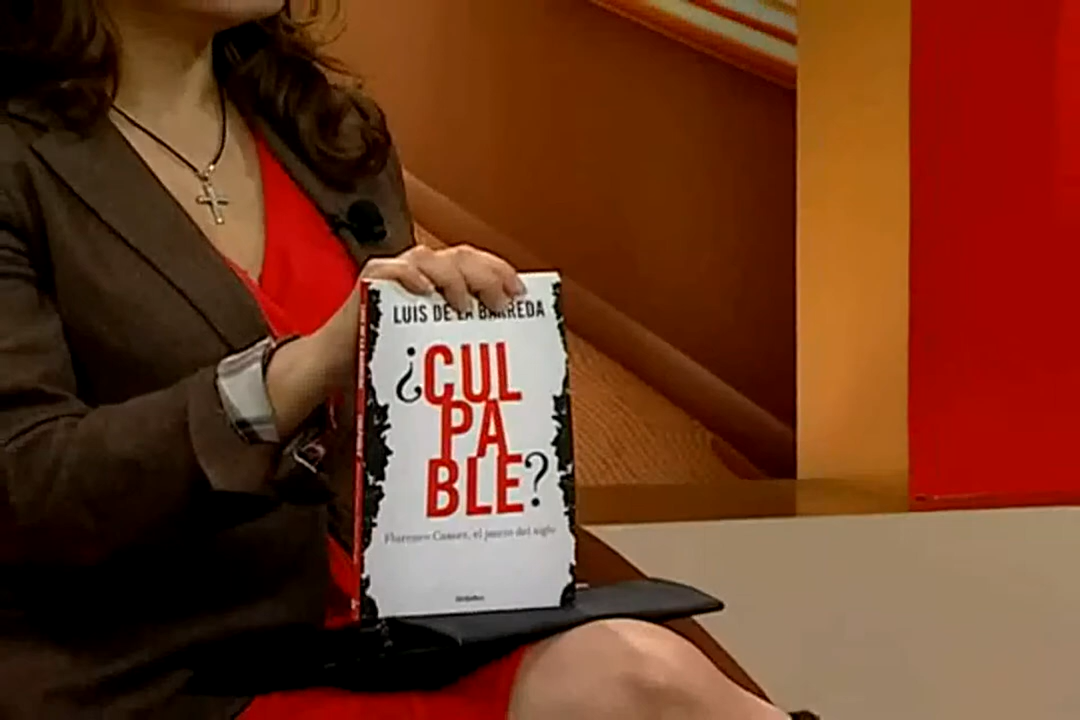 LUIS DE LA BARREDA
¿CUL
PA
BLE?
Florence Cassez, el juicio del siglo